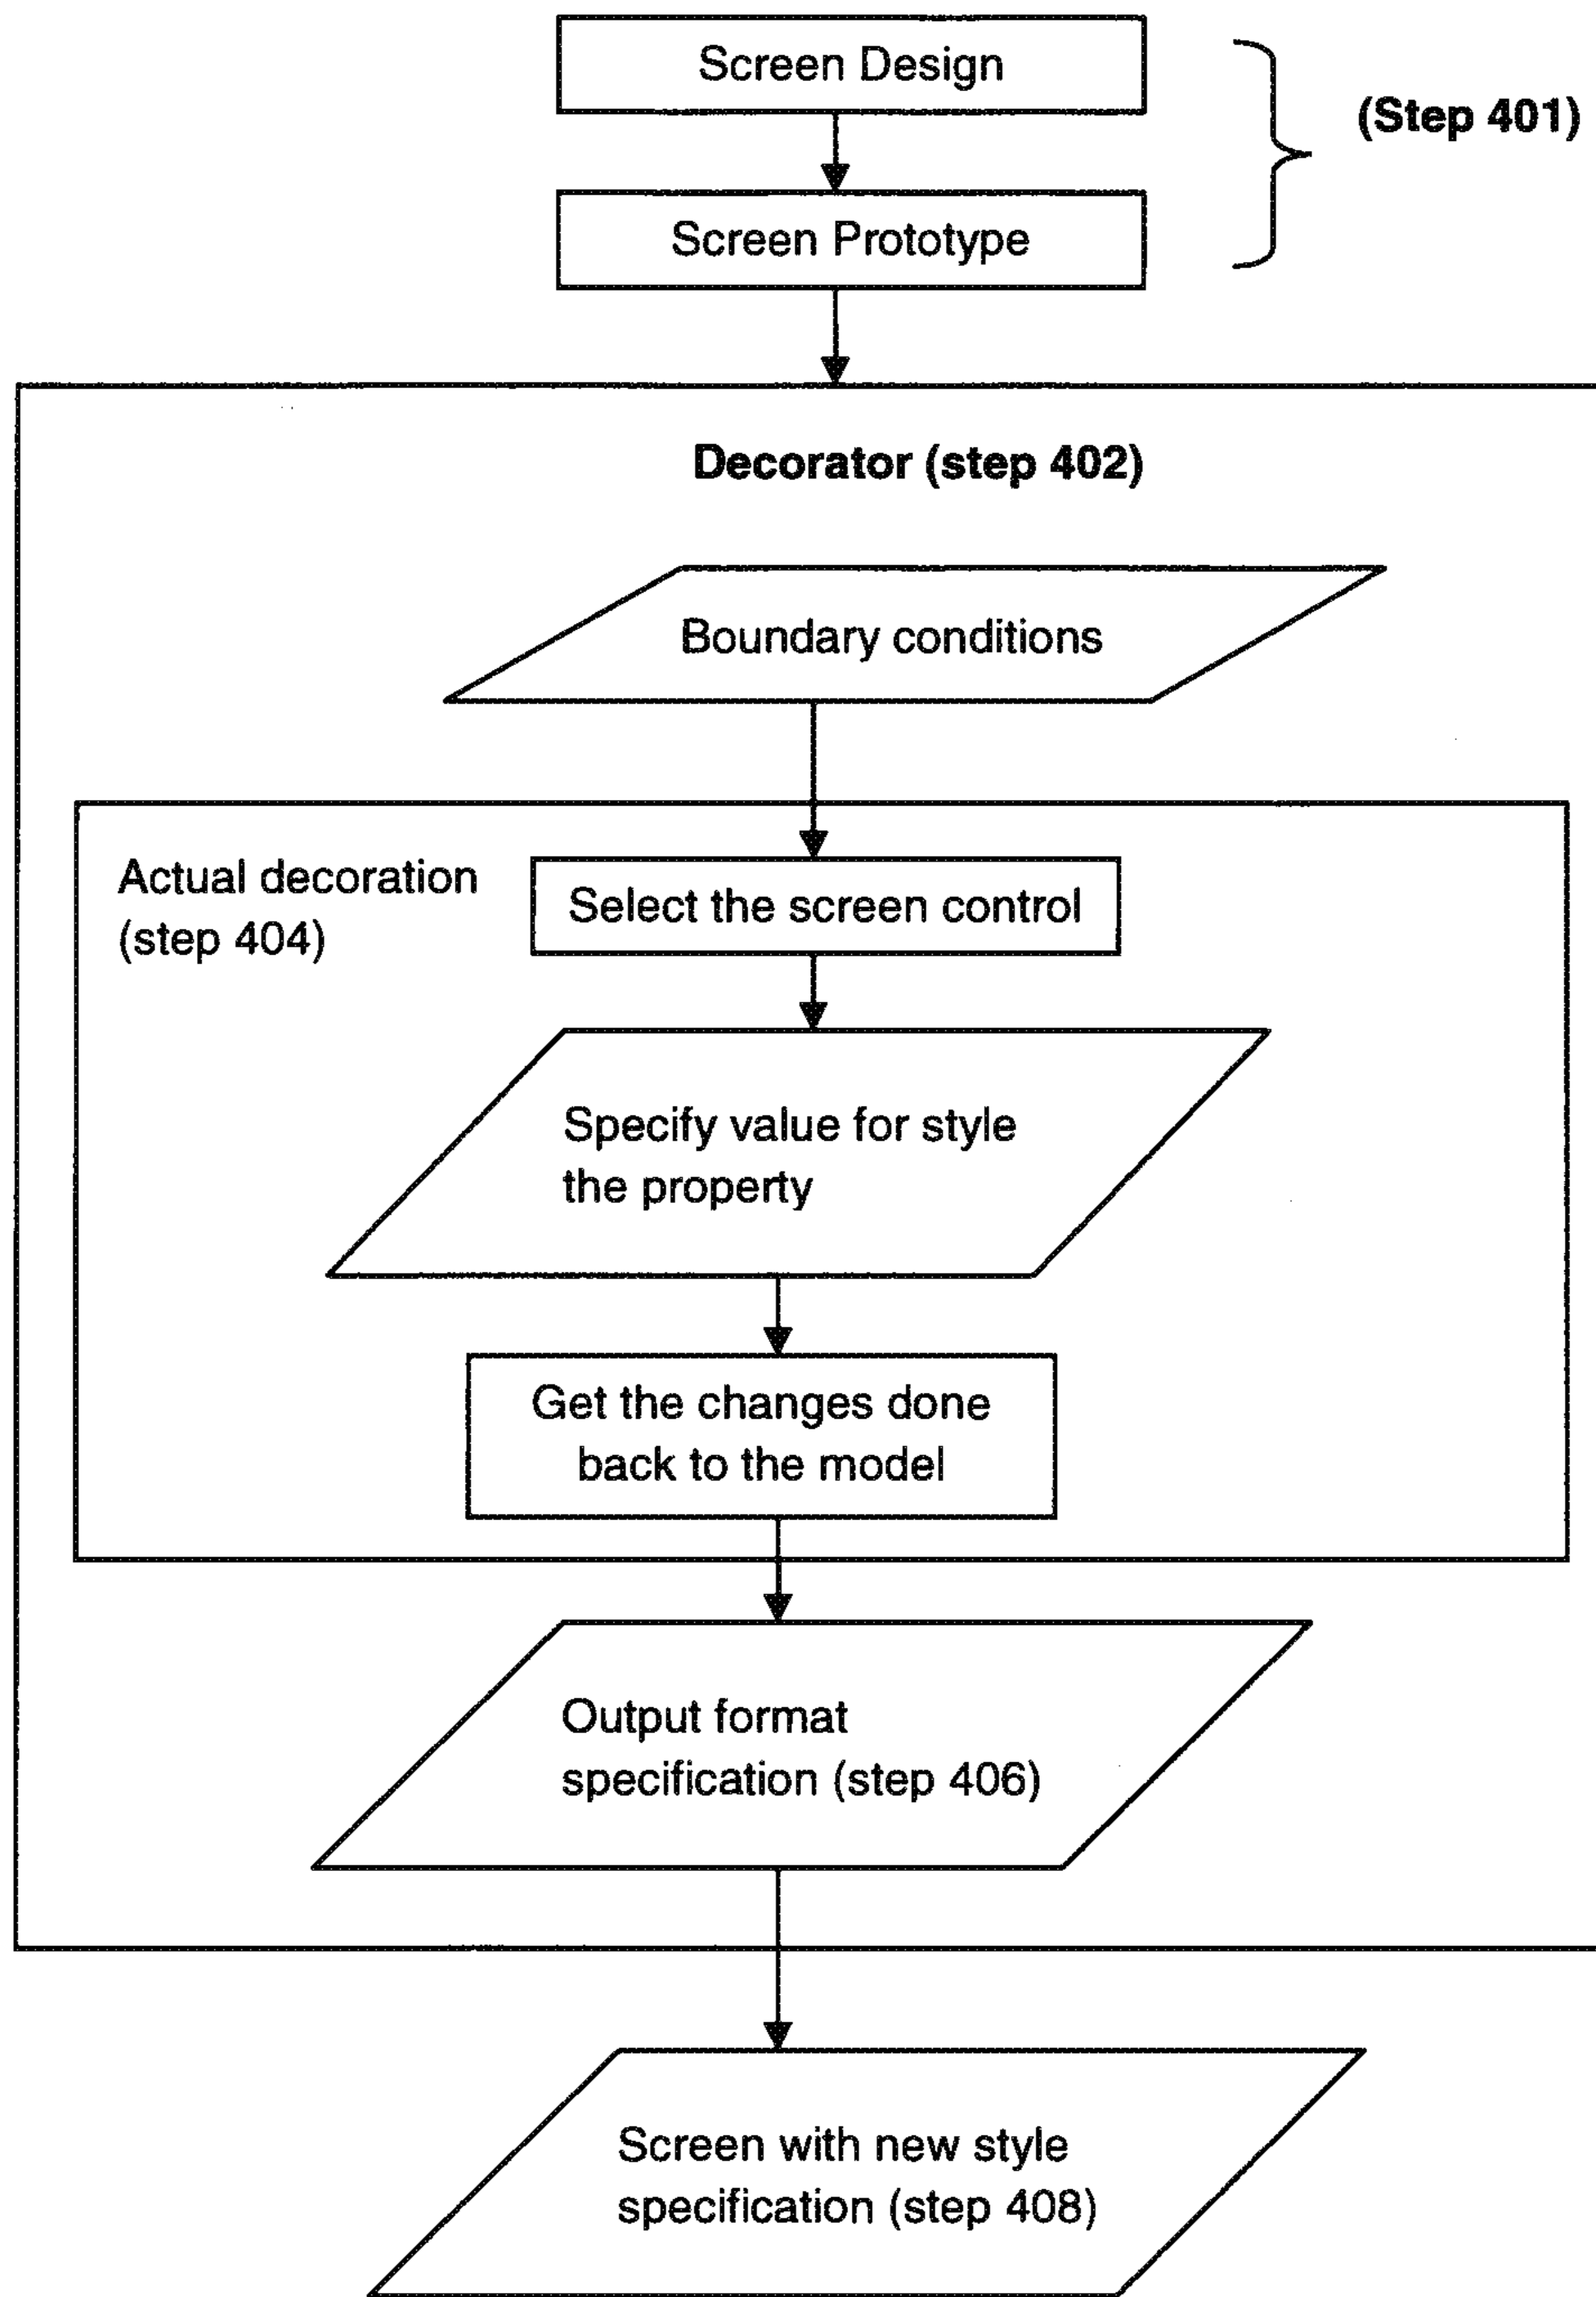 Screen Design
(Step 401)
Screen Prototype
Decorator (step 402)
Boundary conditions
Actual decoration
(step 404)
Select the screen control
Specify value for style
the property
Get the changes done
back to the model
Output format
specification (step 406)
Screen with new style
specification (step 408)